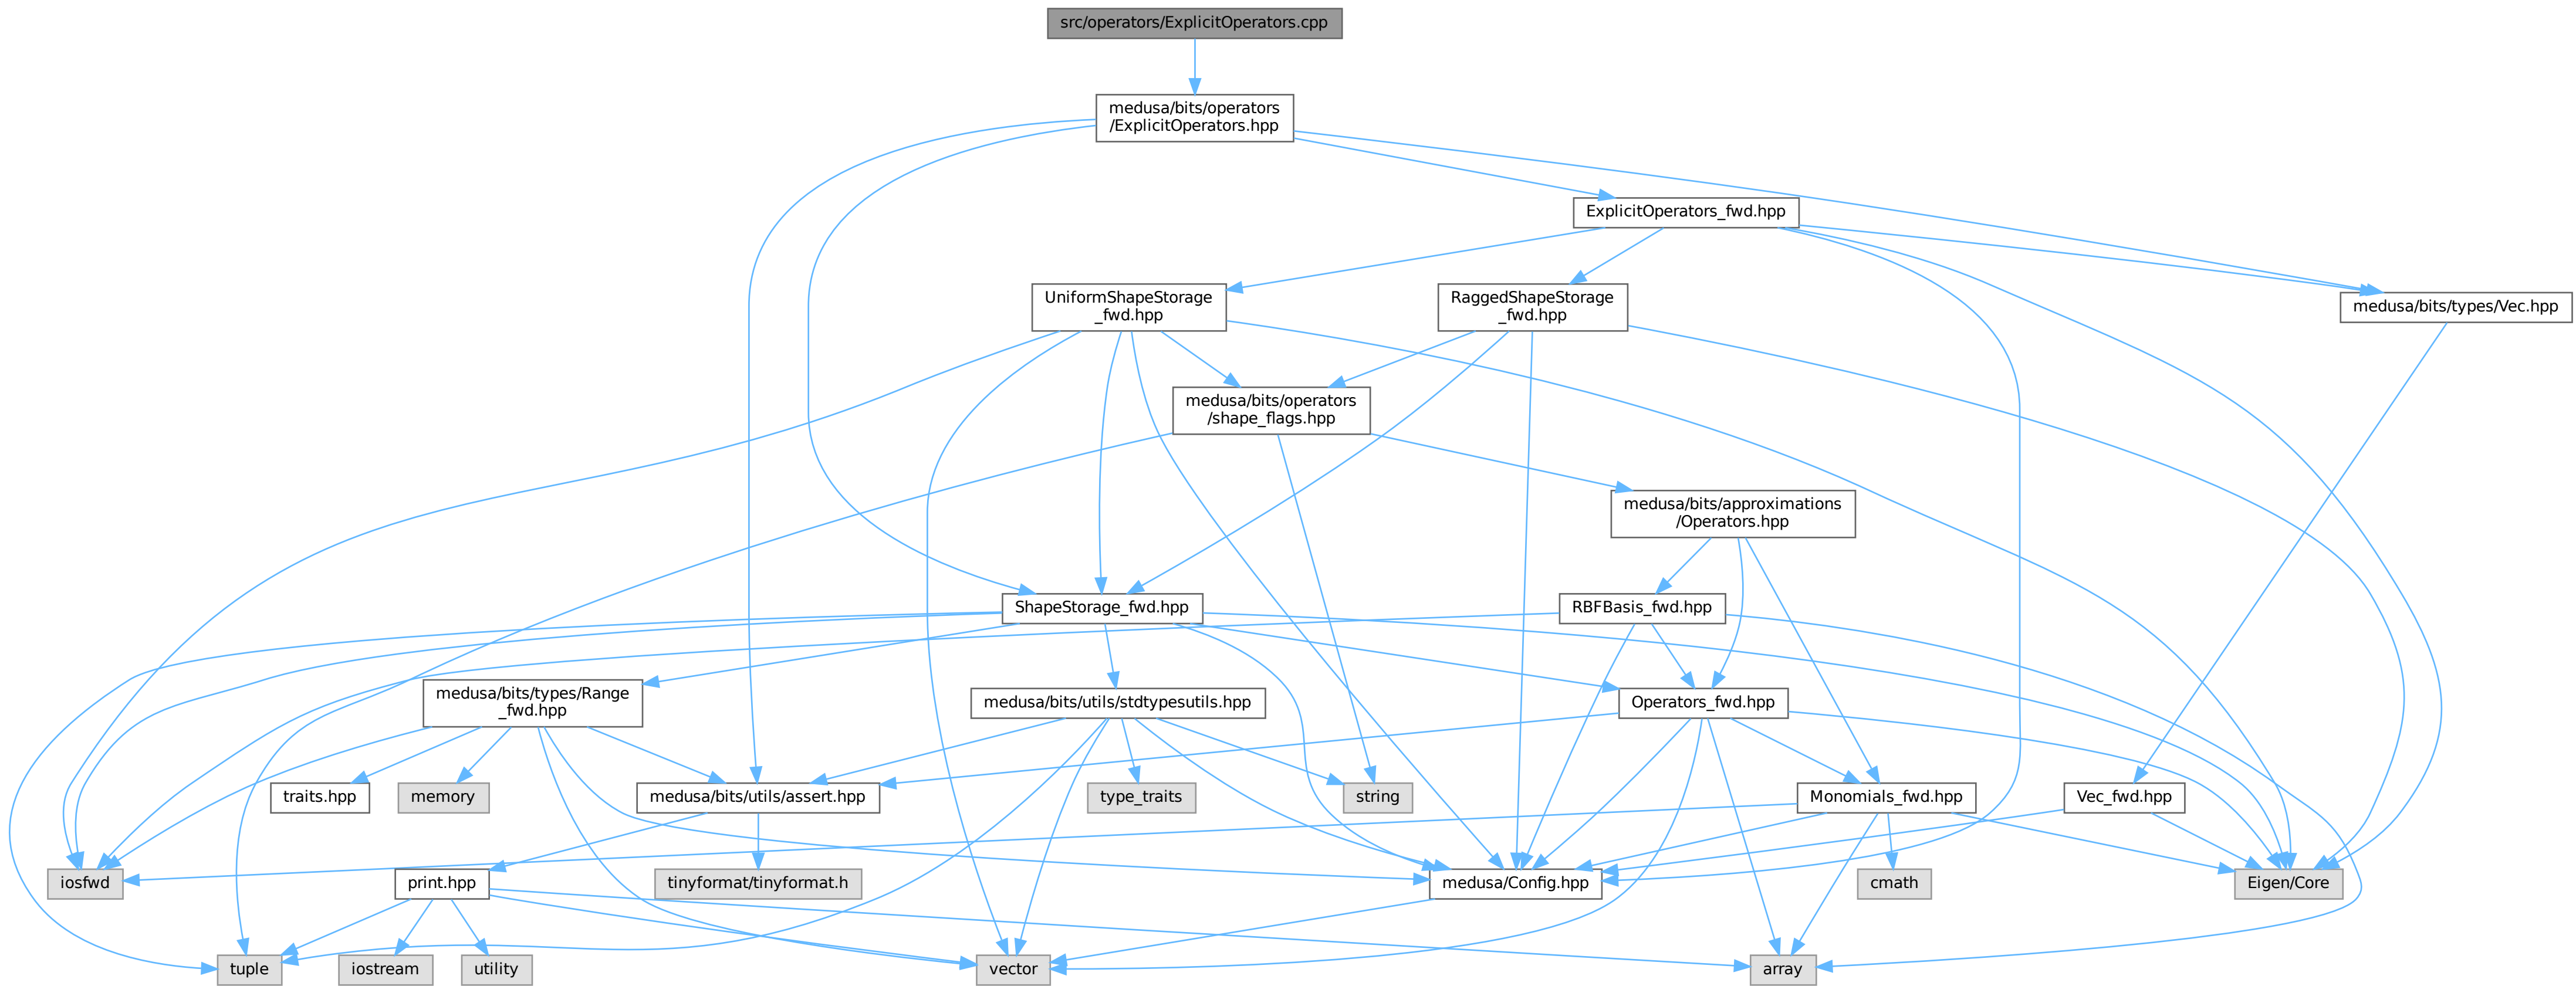 src/operators/ExplicitOperators.cpp
medusa/bits/operators
/ExplicitOperators.hpp
ExplicitOperators_fwd.hpp
UniformShapeStorage
_fwd.hpp
RaggedShapeStorage
_fwd.hpp
medusa/bits/types/Vec.hpp
medusa/bits/operators
/shape_flags.hpp
medusa/bits/approximations
/Operators.hpp
ShapeStorage_fwd.hpp
RBFBasis_fwd.hpp
medusa/bits/types/Range
_fwd.hpp
medusa/bits/utils/stdtypesutils.hpp
Operators_fwd.hpp
traits.hpp
memory
medusa/bits/utils/assert.hpp
type_traits
string
Monomials_fwd.hpp
Vec_fwd.hpp
iosfwd
print.hpp
tinyformat/tinyformat.h
medusa/Config.hpp
cmath
Eigen/Core
tuple
iostream
utility
vector
array